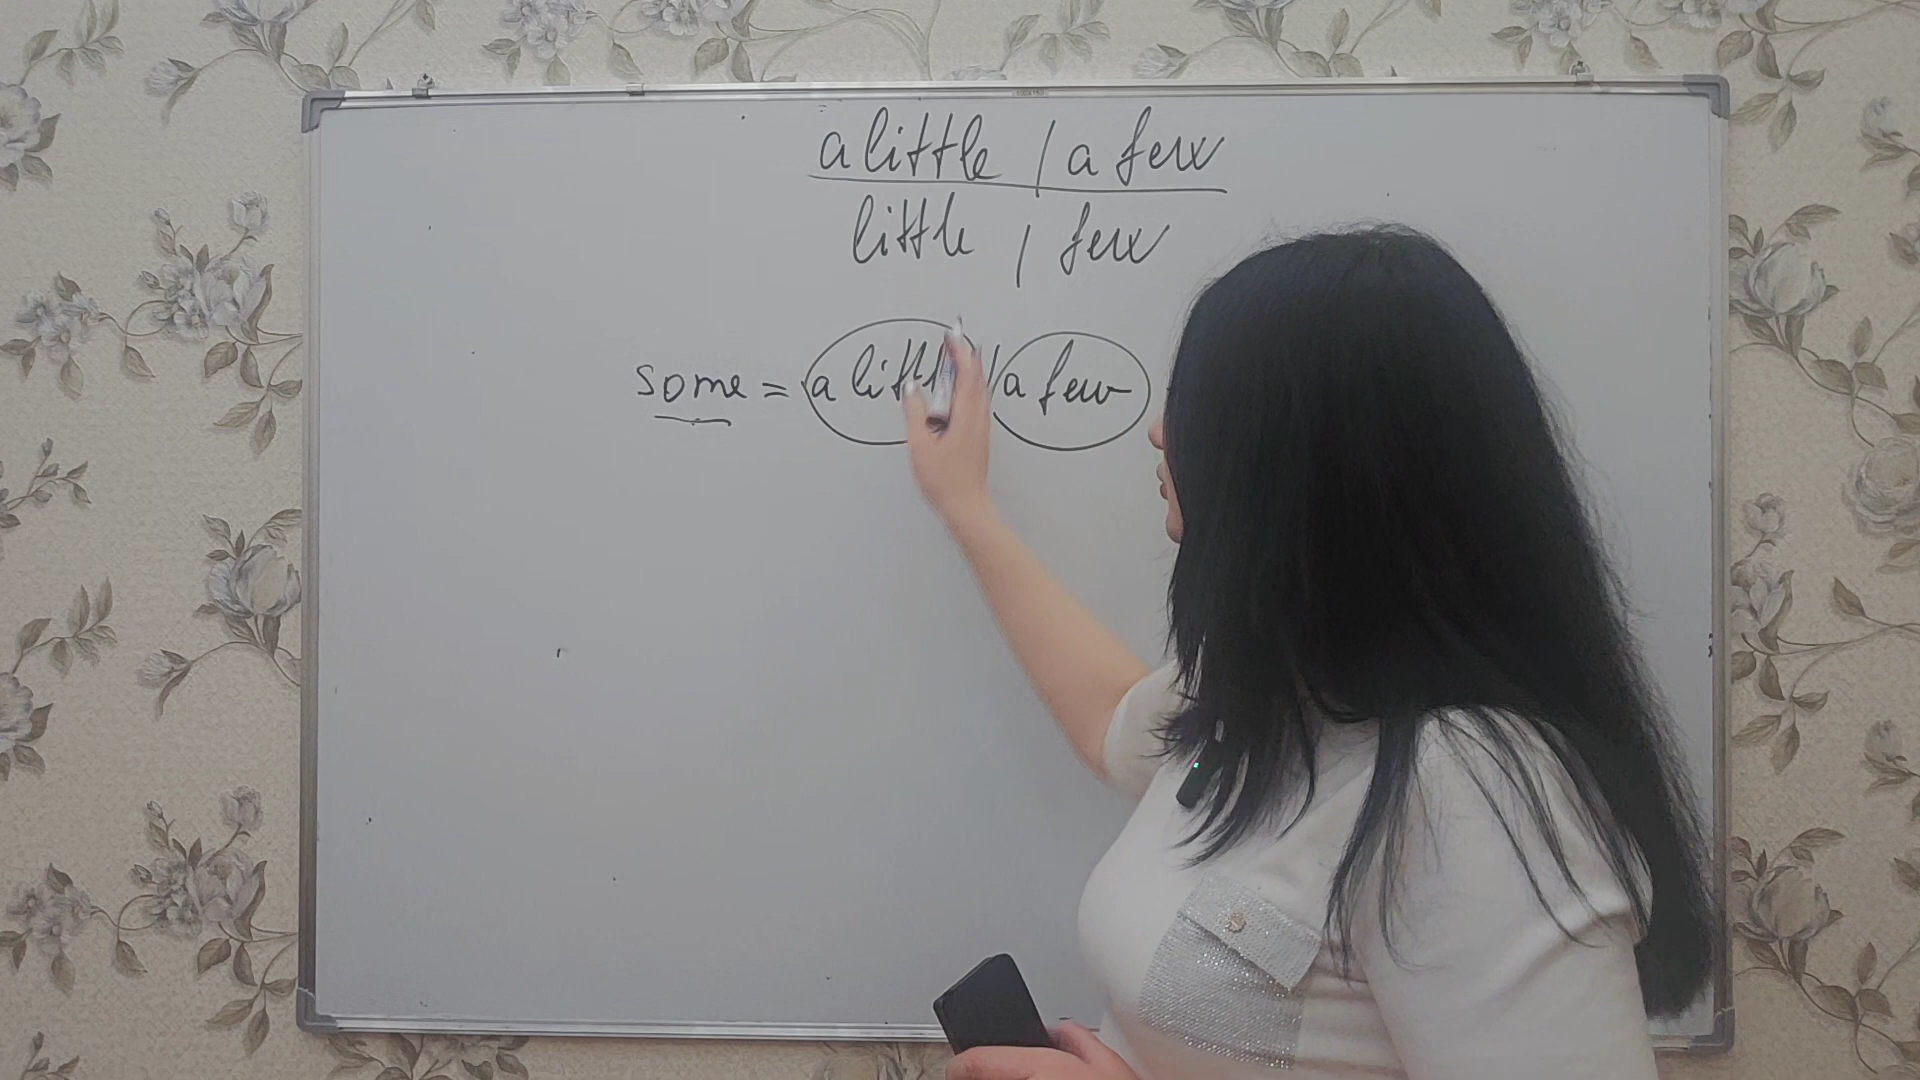 a little / a few
little / few
some = a little / a few